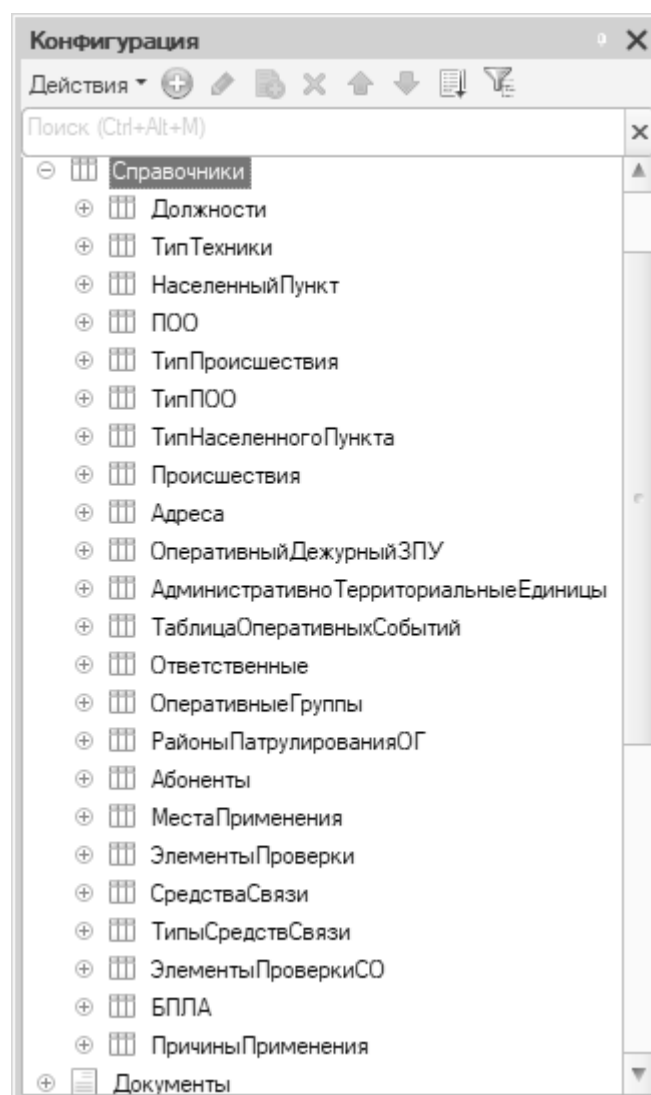 Конфигурация
Действия
Поиск (Ctrl+Alt+M)
Справочники
Должности
ТипТехники
НаселенныйПункт
ПОО
ТипПроисшествия
ТипПОО
ТипНаселенногоПункта
Происшествия
Адреса
ОперативныйДежурныйЗПУ
АдминистративноТерриториальныеЕдиницы
ТаблицаОперативныхСобытий
Ответственные
ОперативныеГруппы
РайоныПатрулированияОГ
Абоненты
МестаПрименения
ЭлементыПроверки
СредстваСвязи
ТипыСредствСвязи
ЭлементыПроверкиСО
БПЛА
ПричиныПрименения
Документы